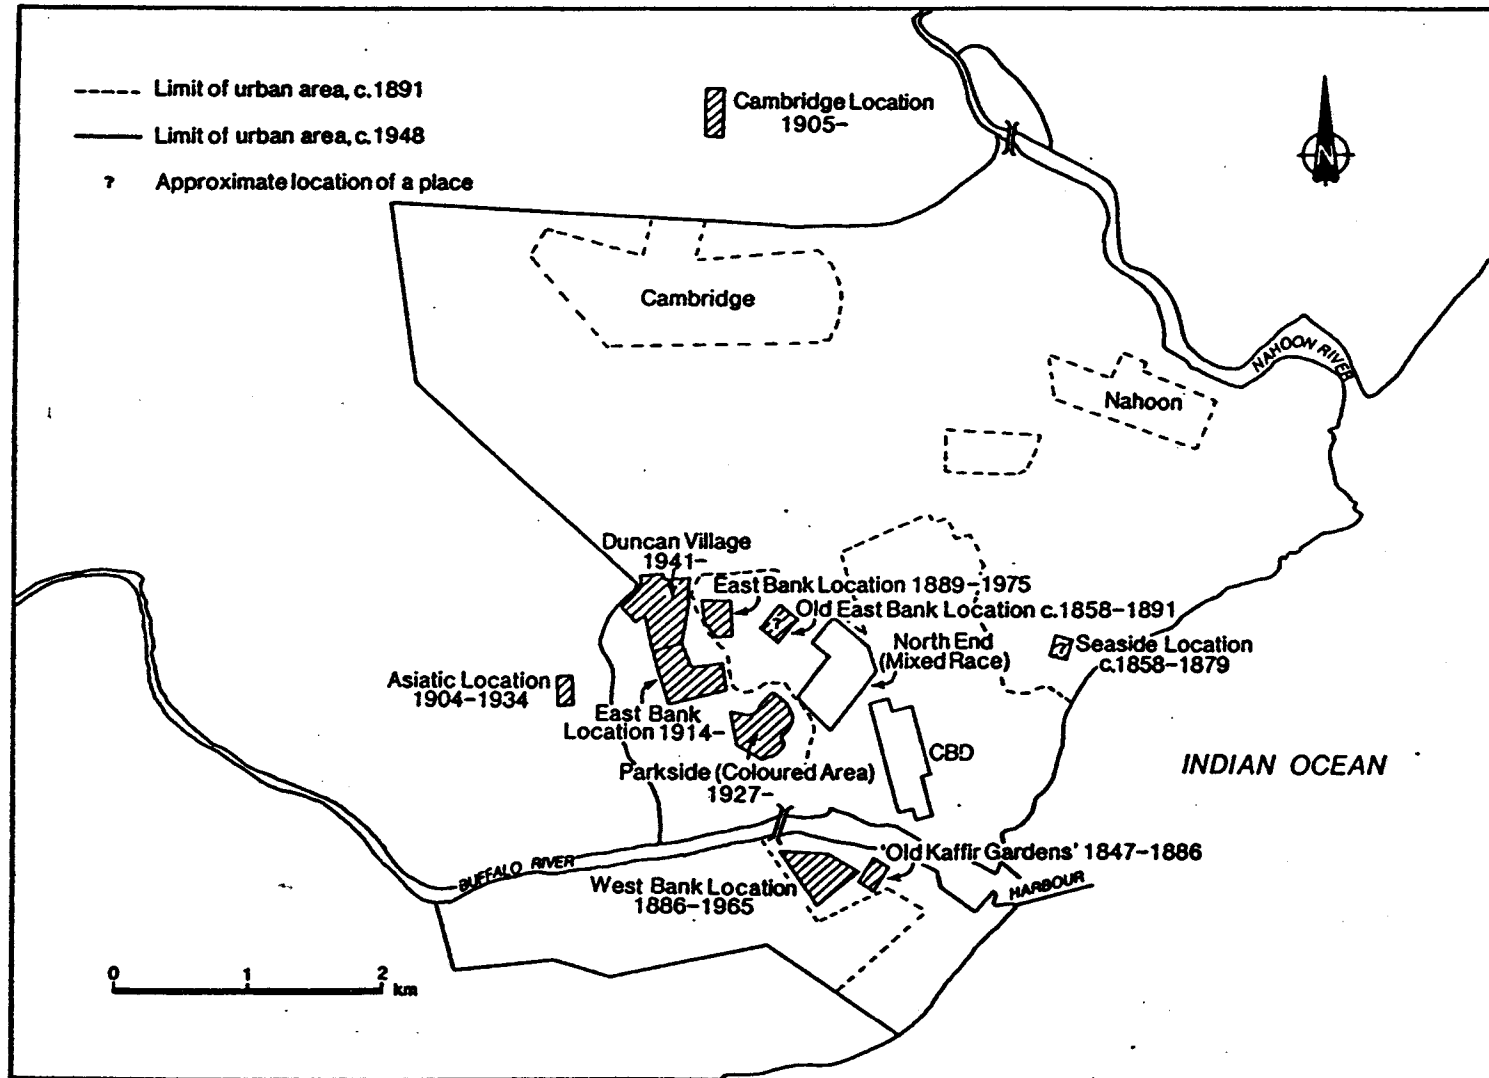 Limit of urban area, c.1891
Limit of urban area, c.1948
? Approximate location of a place
Cambridge Location
1905-
N
Cambridge
NAHOON RIVER
Nahoon
Duncan Village
1941-
East Bank Location 1889-1975
Old East Bank Location c.1858-1891
?
North End
(Mixed Race)
?
Seaside Location
c.1858-1879
Asiatic Location
1904-1934
East Bank
Location 1914-
CBD
Parkside (Coloured Area)
1927-
INDIAN OCEAN
'Old Kaffir Gardens' 1847-1886
BUFFALO RIVER
West Bank Location
1886-1965
HARBOUR
0 1 2
km